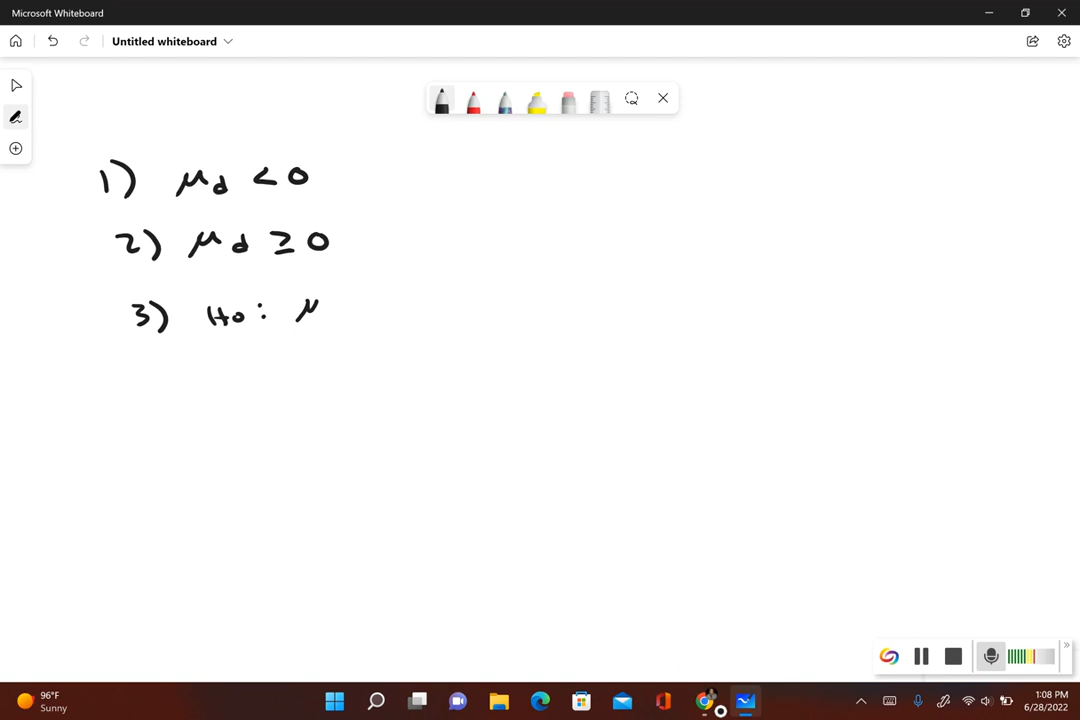 Microsoft Whiteboard
Untitled whiteboard
1) μd < 0
2) μd ≥ 0
3) Ho: μ
96°F
Sunny
1:08 PM
6/28/2022